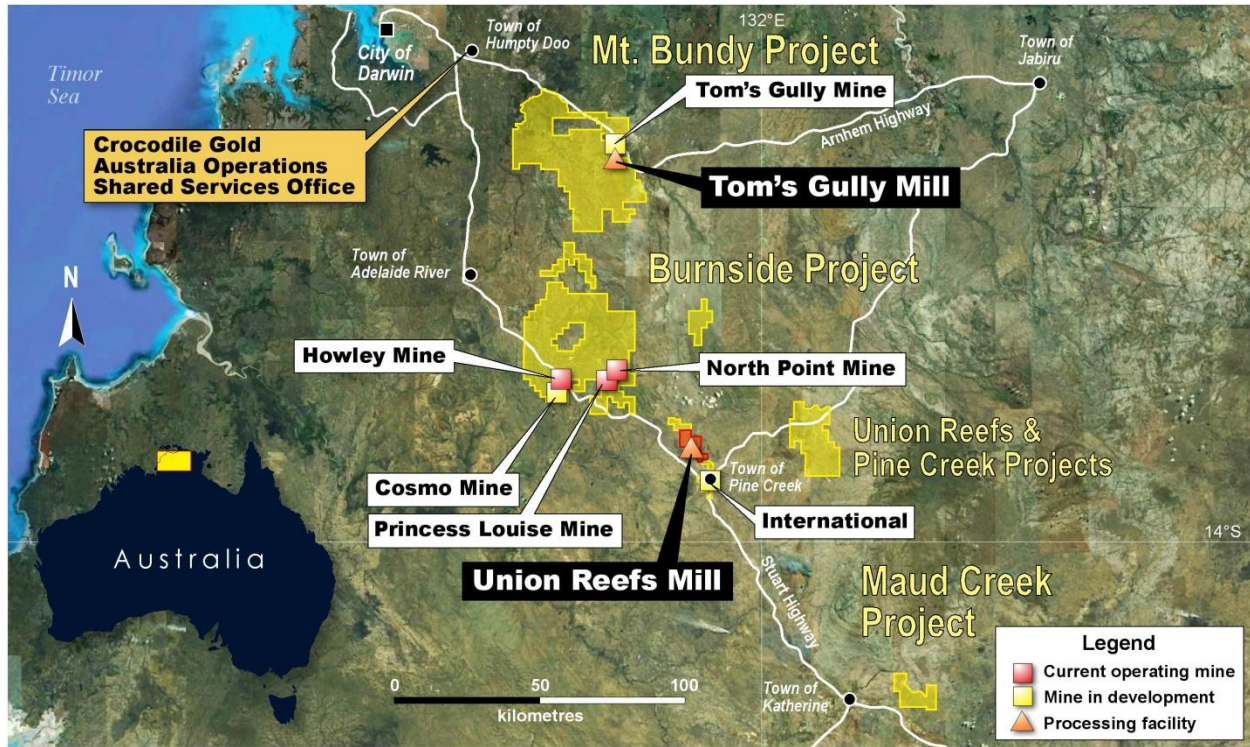 132°E
Timor
Sea
City of
Darwin
Town of
Humpty Doo
Mt. Bundy Project
Town of
Jabiru
Tom's Gully Mine
Arnhem Highway
Crocodile Gold
Australia Operations
Shared Services Office
Tom's Gully Mill
Town of
Adelaide River
Burnside Project
N
Howley Mine
North Point Mine
Union Reefs &
Pine Creek Projects
Cosmo Mine
Town of
Pine Creek
Princess Louise Mine
International
14°S
Australia
Union Reefs Mill
Stuart Highway
Maud Creek
Project
Town of
Katherine
0 50 100
kilometres
Legend
Current operating mine
Mine in development
Processing facility